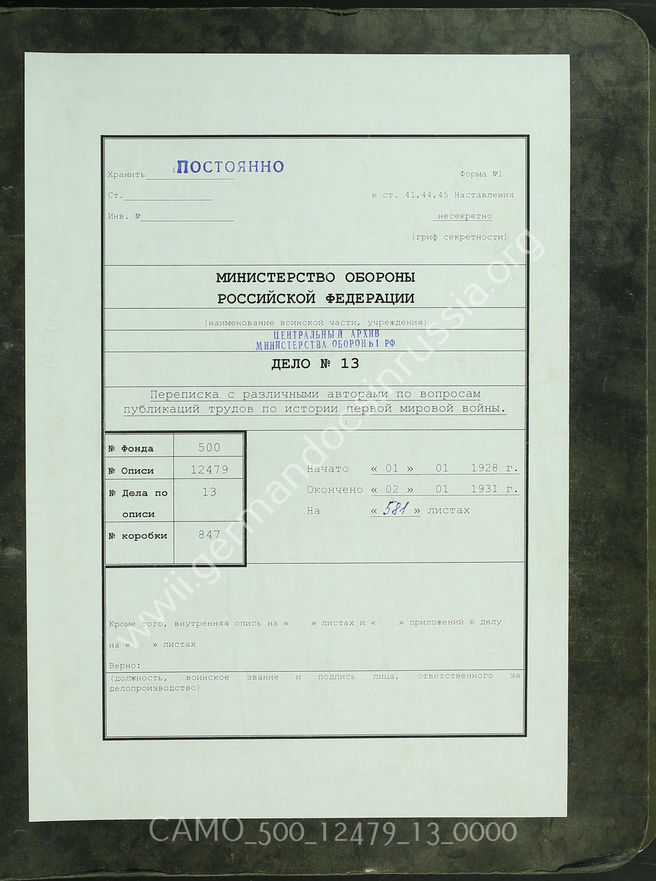 Хранить ПОСТОЯННО
Форма №1
Ст.
к ст. 41,44,45 Наставления
Инв. №
несекретно
(гриф секретности)
МИНИСТЕРСТВО ОБОРОНЫ
РОССИЙСКОЙ ФЕДЕРАЦИИ
(наименование воинской части, учреждения)
ЦЕНТРАЛЬНЫЙ АРХИВ
МИНИСТЕРСТВА ОБОРОНЫ РФ
ДЕЛО № 13
Переписка с различными авторами по вопросам
публикаций трудов по истории первой мировой войны.
№ Фонда 500
№ Описи 12479
№ Дела по описи 13
№ коробки 847
Начато « 01 » 01 1928 г.
Окончено « 02 » 01 1931 г.
На « 581 » листах
Кроме того, внутренняя опись на « » листах и « » приложений к делу
на « » листах
Верно:
(должность, воинское звание и подпись лица, ответственного за
делопроизводство)
www.germandocsinrussia.org
CAMO_500_12479_13_0000